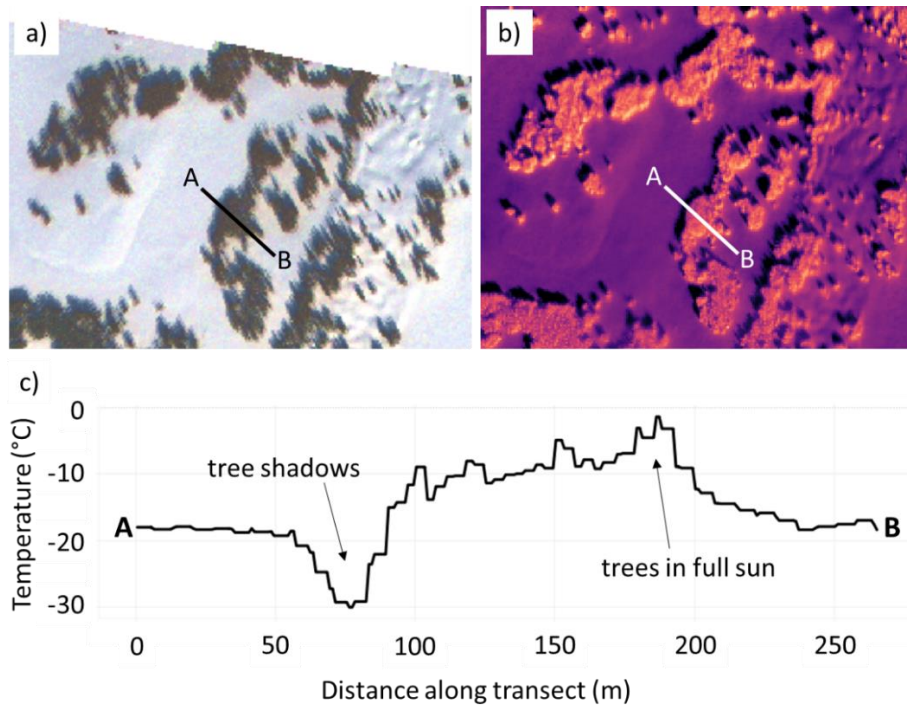 a)
b)
A
B
A
B
c)
Temperature (°C)
0
-10
-20
-30
tree shadows
trees in full sun
A
B
0
50
100
150
200
250
Distance along transect (m)